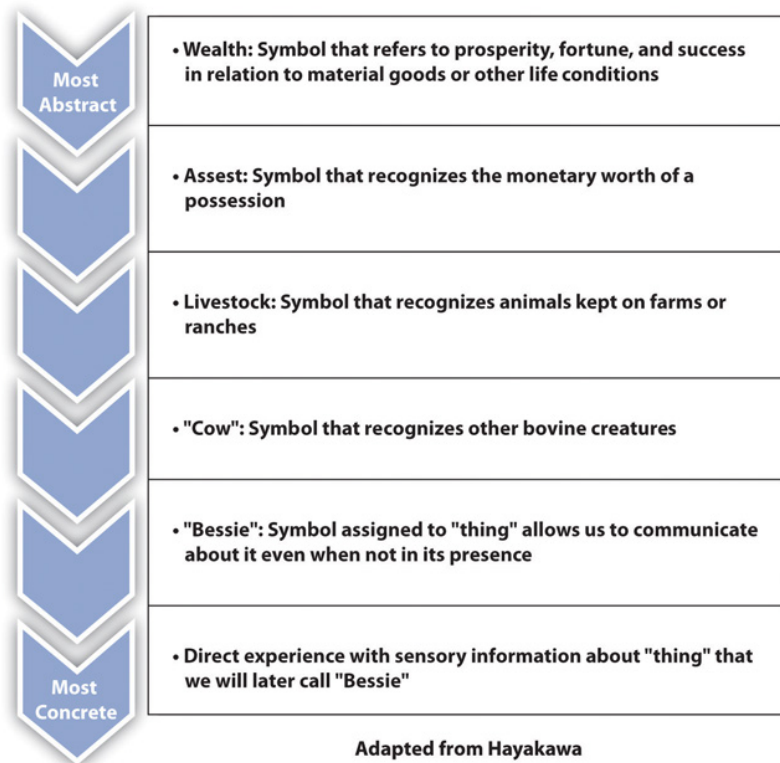 Most
Abstract
• Wealth: Symbol that refers to prosperity, fortune, and success
in relation to material goods or other life conditions
• Assest: Symbol that recognizes the monetary worth of a
possession
• Livestock: Symbol that recognizes animals kept on farms or
ranches
• "Cow": Symbol that recognizes other bovine creatures
• "Bessie": Symbol assigned to "thing" allows us to communicate
about it even when not in its presence
Most
Concrete
• Direct experience with sensory information about "thing" that
we will later call "Bessie"
Adapted from Hayakawa